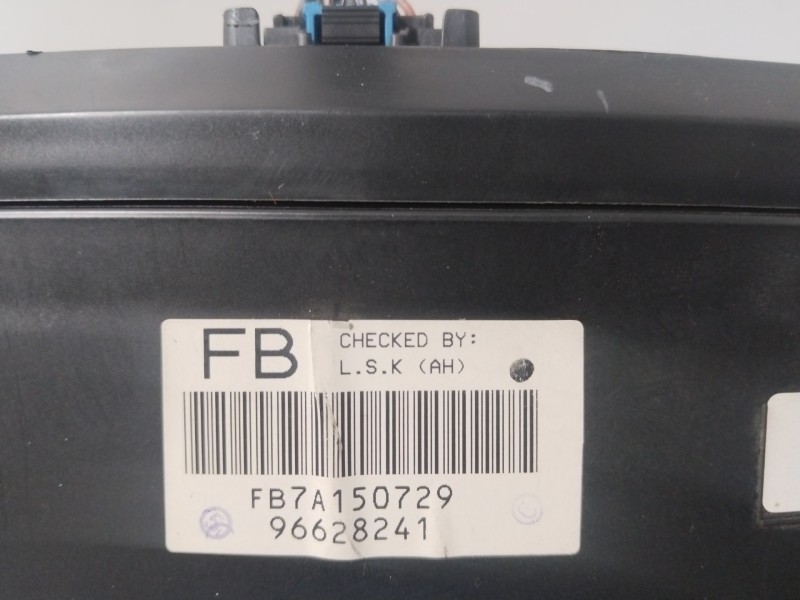 FB
CHECKED BY:
L.S.K (AH)
FB7A150729
96628241